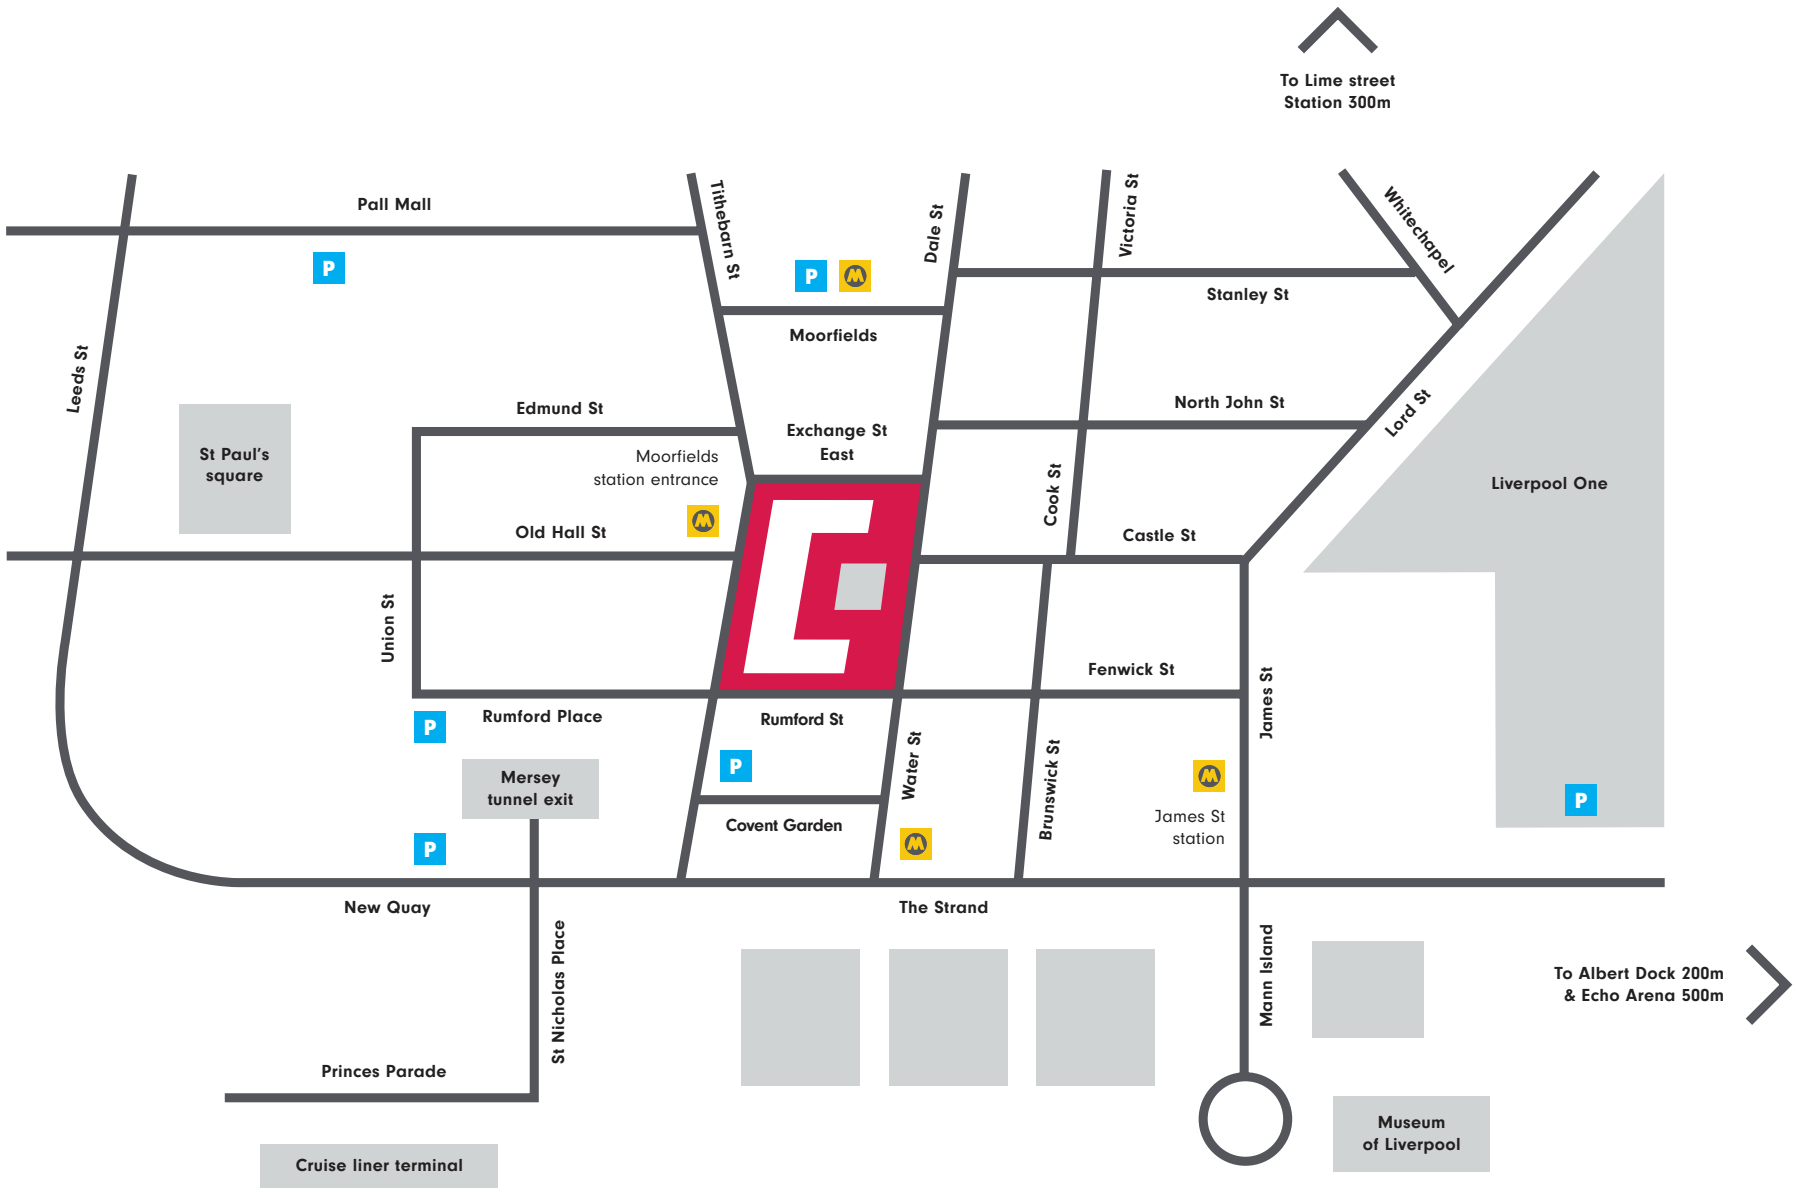 To Lime street
Station 300m
Pall Mall
Tithebarn St
Dale St
Victoria St
Whitechapel
P
P
M
Stanley St
Moorfields
Leeds St
Edmund St
North John St
Lord St
Exchange St
East
St Paul's
square
Moorfields
station entrance
M
Cook St
Liverpool One
Old Hall St
Castle St
Union St
Fenwick St
James St
Rumford Place
Rumford St
P
P
Water St
Brunswick St
M
Mersey
tunnel exit
James St
station
P
Covent Garden
M
P
New Quay
The Strand
St Nicholas Place
Mann Island
To Albert Dock 200m
& Echo Arena 500m
Princes Parade
Museum
of Liverpool
Cruise liner terminal